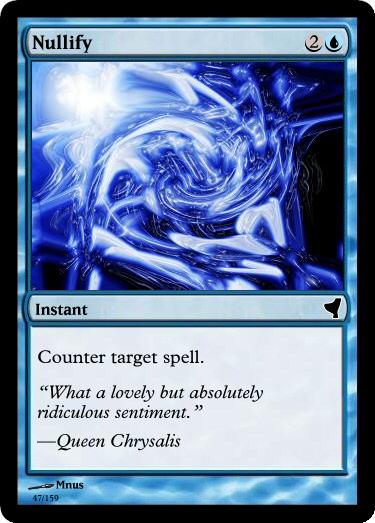 Nullify 2
Instant
Counter target spell.
“What a lovely but absolutely
ridiculous sentiment.”
—Queen Chrysalis
Mnus
47/159